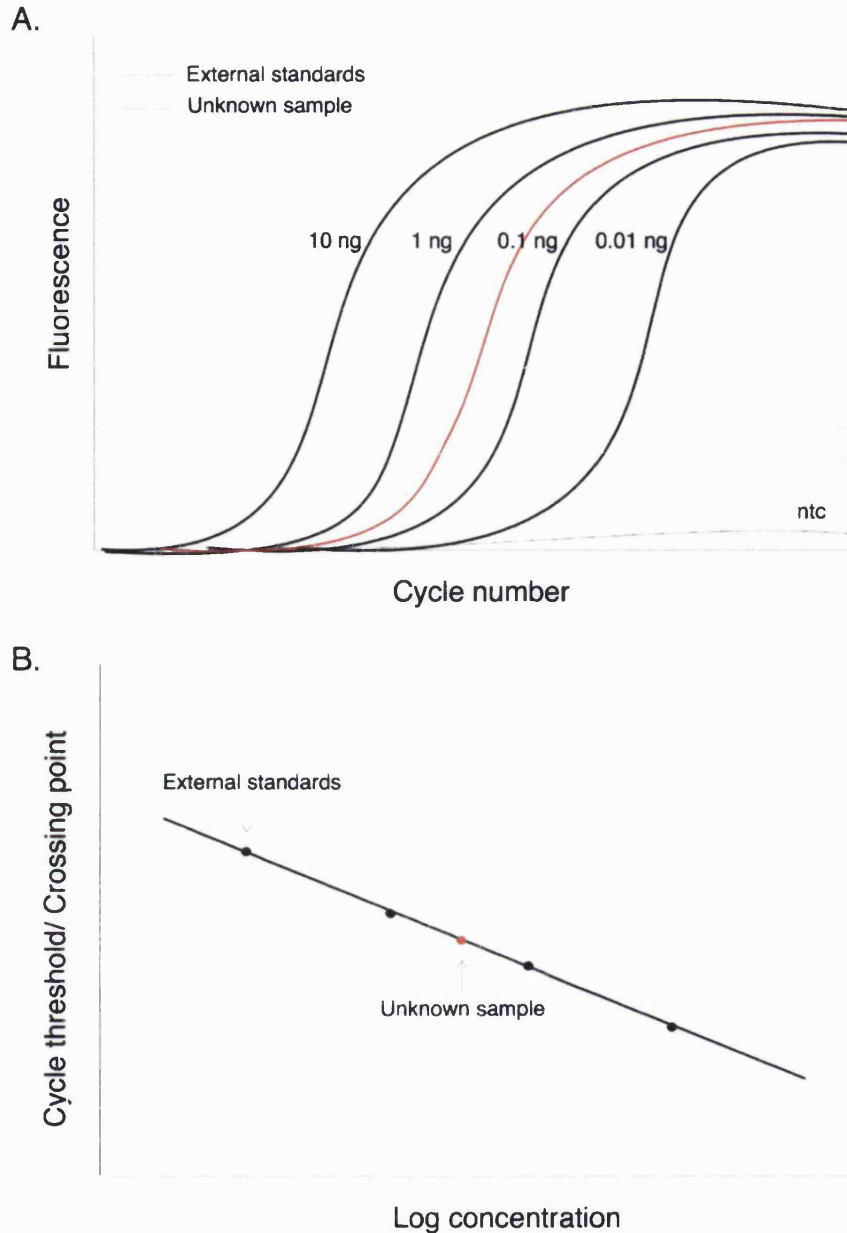 A.
External standards
Unknown sample
Fluorescence
10 ng
1 ng
0.1 ng
0.01 ng
ntc
Cycle number
B.
Cycle threshold/ Crossing point
External standards
Unknown sample
Log concentration